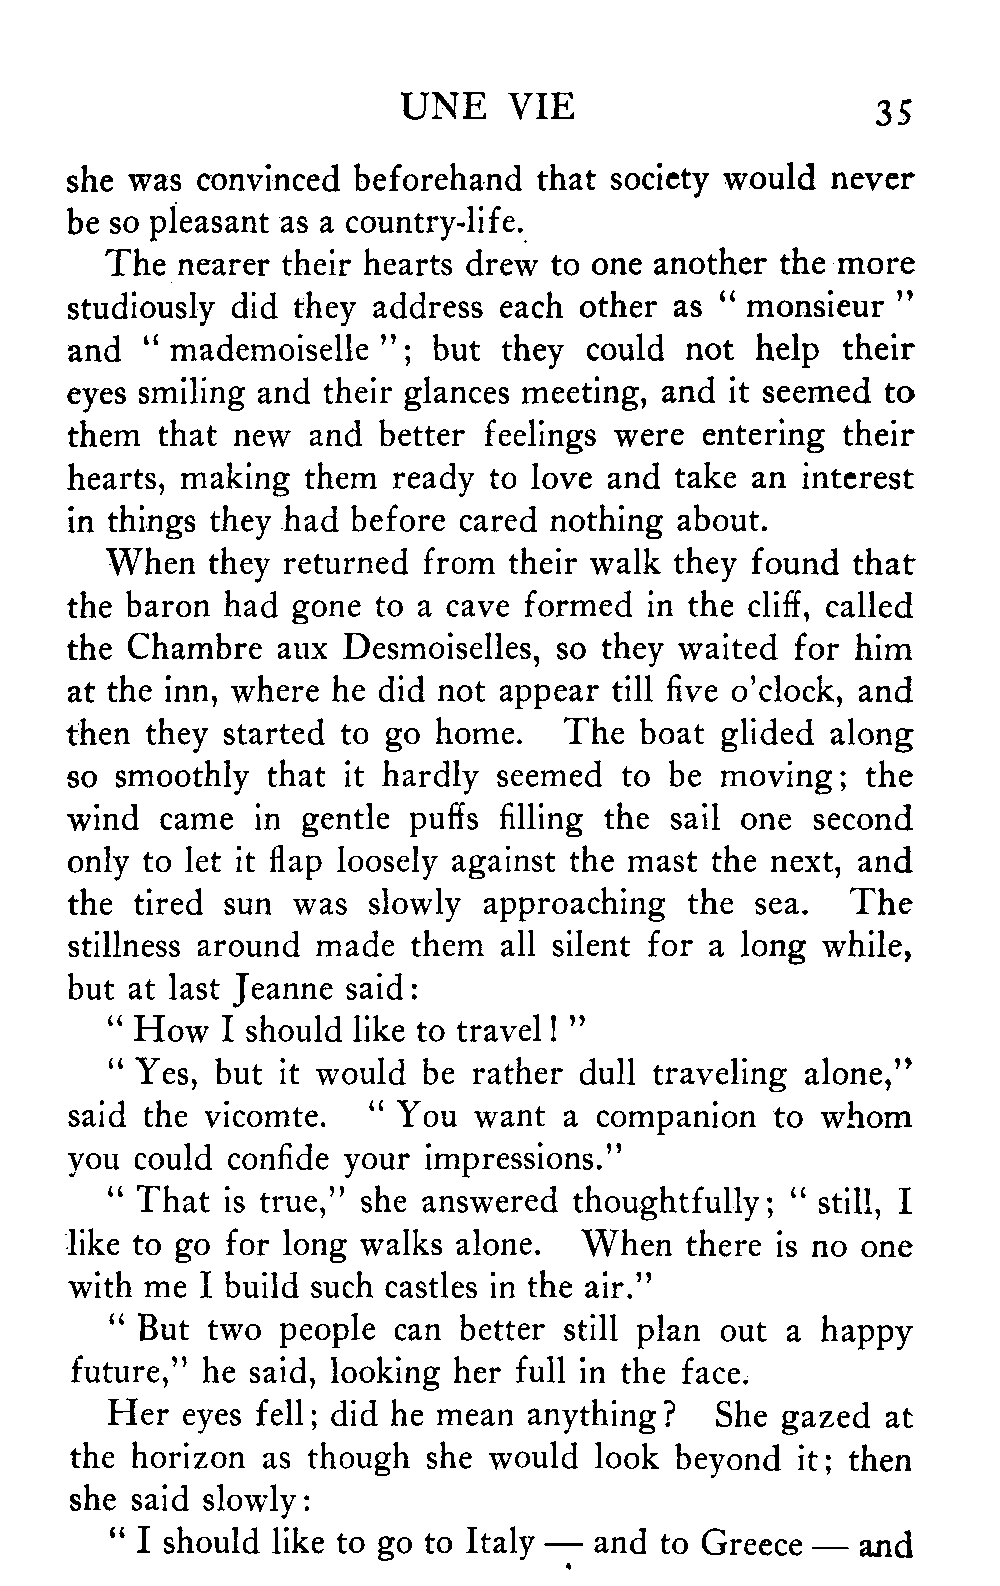 UNE VIE 35
she was convinced beforehand that society would never
be so pleasant as a country-life.
The nearer their hearts drew to one another the more
studiously did they address each other as " monsieur "
and " mademoiselle "; but they could not help their
eyes smiling and their glances meeting, and it seemed to
them that new and better feelings were entering their
hearts, making them ready to love and take an interest
in things they had before cared nothing about.
When they returned from their walk they found that
the baron had gone to a cave formed in the cliff, called
the Chambre aux Desmoiselles, so they waited for him
at the inn, where he did not appear till five o'clock, and
then they started to go home. The boat glided along
so smoothly that it hardly seemed to be moving; the
wind came in gentle puffs filling the sail one second
only to let it flap loosely against the mast the next, and
the tired sun was slowly approaching the sea. The
stillness around made them all silent for a long while,
but at last Jeanne said:
" How I should like to travel! "
" Yes, but it would be rather dull traveling alone,"
said the vicomte. " You want a companion to whom
you could confide your impressions."
" That is true," she answered thoughtfully; " still, I
like to go for long walks alone. When there is no one
with me I build such castles in the air."
" But two people can better still plan out a happy
future," he said, looking her full in the face.
Her eyes fell; did he mean anything? She gazed at
the horizon as though she would look beyond it; then
she said slowly:
" I should like to go to Italy — and to Greece — and